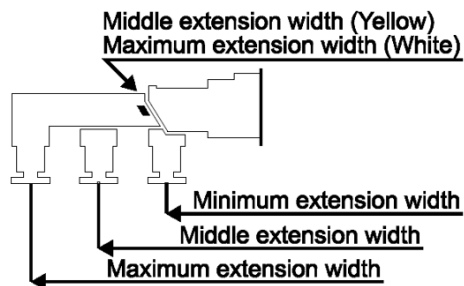 Middle extension width (Yellow)
Maximum extension width (White)
Minimum extension width
Middle extension width
Maximum extension width